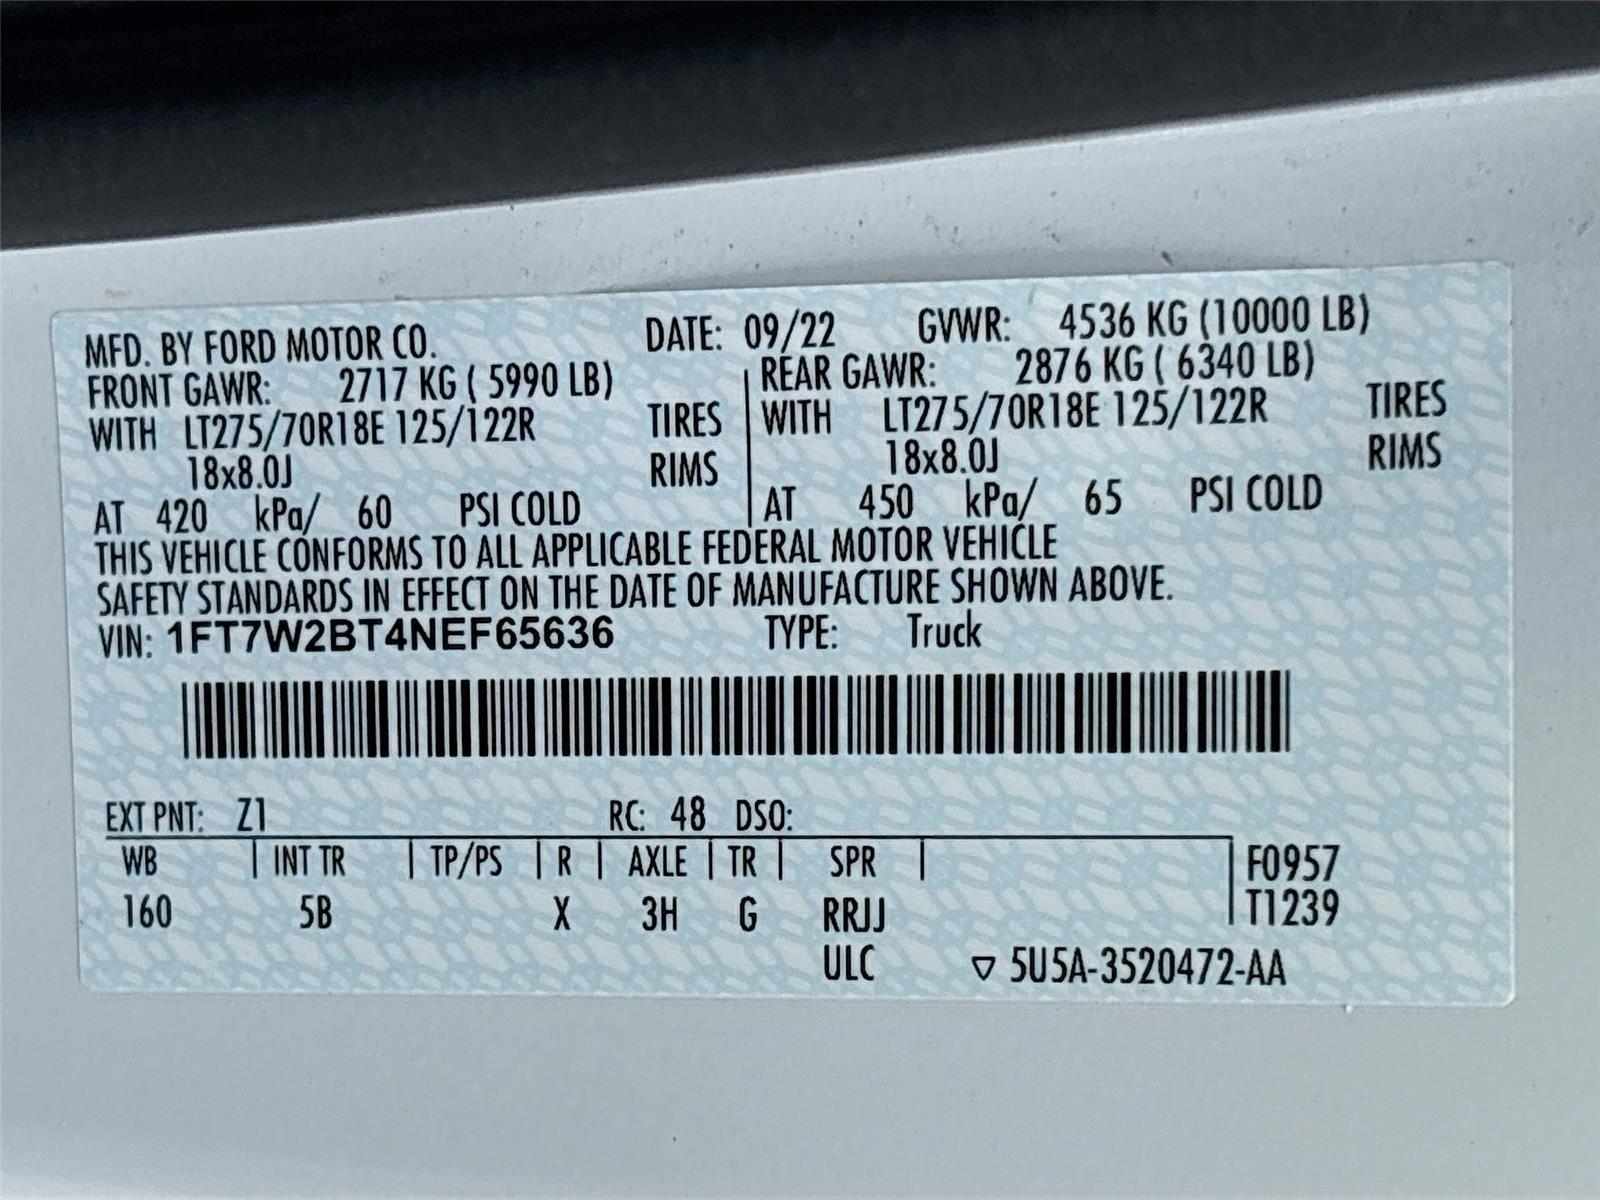 MFD. BY FORD MOTOR CO. DATE: 09/22 GVWR: 4536 KG (10000 LB)
FRONT GAWR: 2717 KG ( 5990 LB) REAR GAWR: 2876 KG ( 6340 LB)
WITH LT275/70R18E 125/122R TIRES WITH LT275/70R18E 125/122R TIRES
18x8.0J RIMS 18x8.0J RIMS
AT 420 kPa/ 60 PSI COLD AT 450 kPa/ 65 PSI COLD
THIS VEHICLE CONFORMS TO ALL APPLICABLE FEDERAL MOTOR VEHICLE
SAFETY STANDARDS IN EFFECT ON THE DATE OF MANUFACTURE SHOWN ABOVE.
VIN: 1FT7W2BT4NEF65636 TYPE: Truck
EXT PNT: Z1 RC: 48 DSO:
WB | INT TR | TP/PS | R | AXLE | TR | SPR | F0957
160 5B X 3H G RRJJ T1239
ULC ▽ 5U5A-3520472-AA